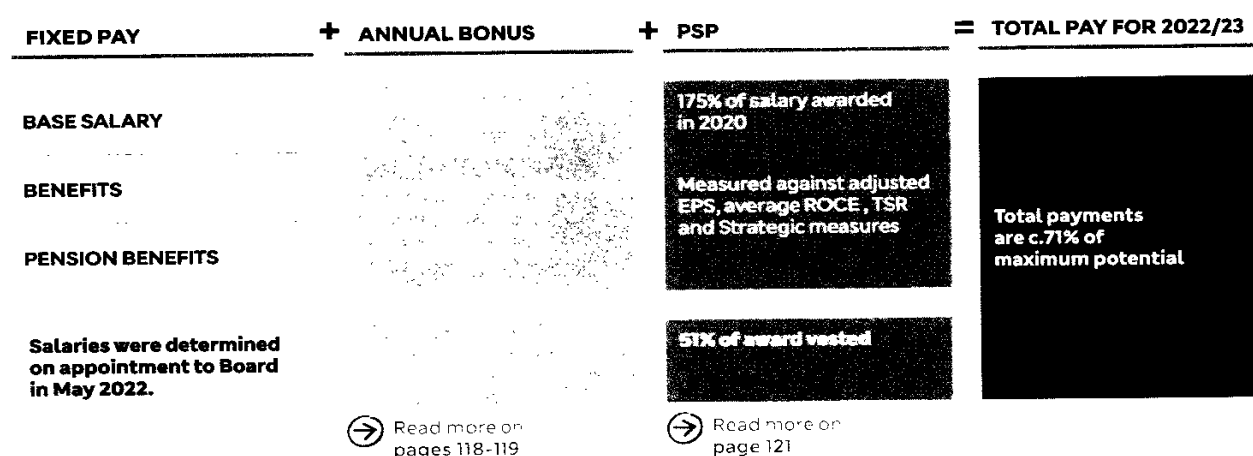 FIXED PAY + ANNUAL BONUS + PSP = TOTAL PAY FOR 2022/23
BASE SALARY
BENEFITS
PENSION BENEFITS
Salaries were determined
on appointment to Board
in May 2022.
Read more on
pages 118-119
175% of salary awarded
in 2020
Measured against adjusted
EPS, average ROCE, TSR
and Strategic measures
51% of award vested
Read more on
page 121
Total payments
are c.71% of
maximum potential